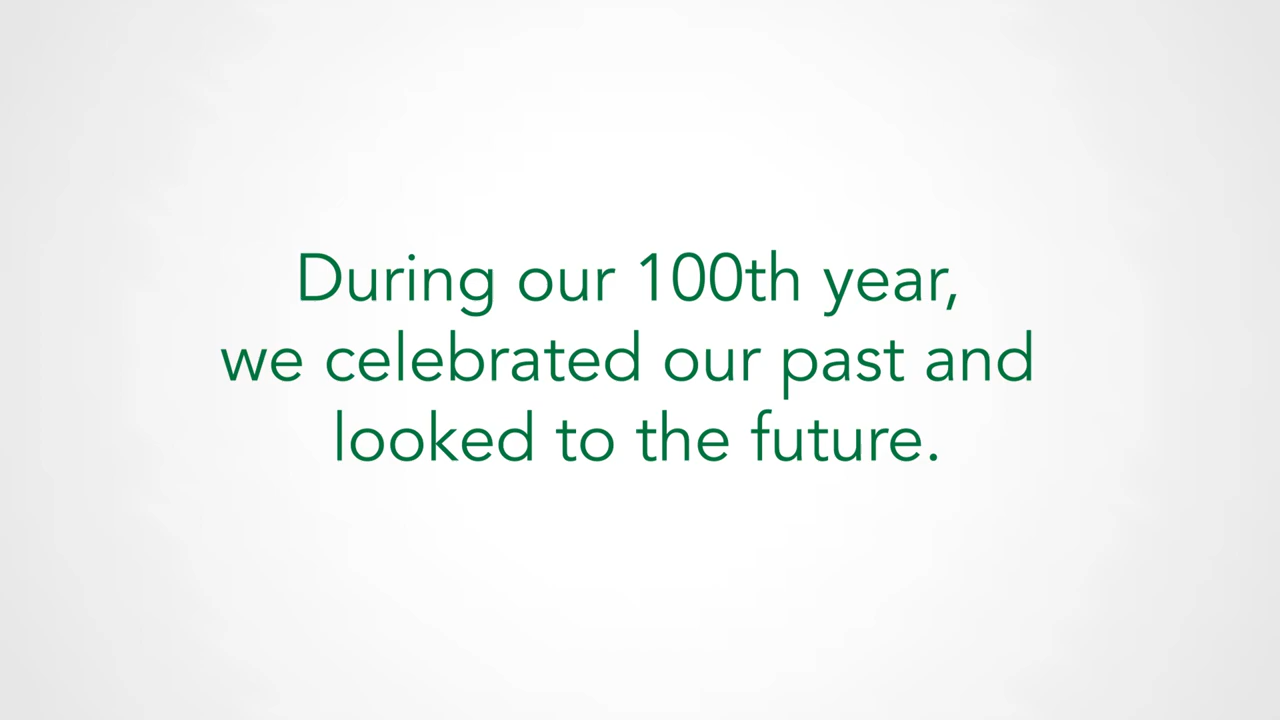 During our 100th year,
we celebrated our past and
looked to the future.